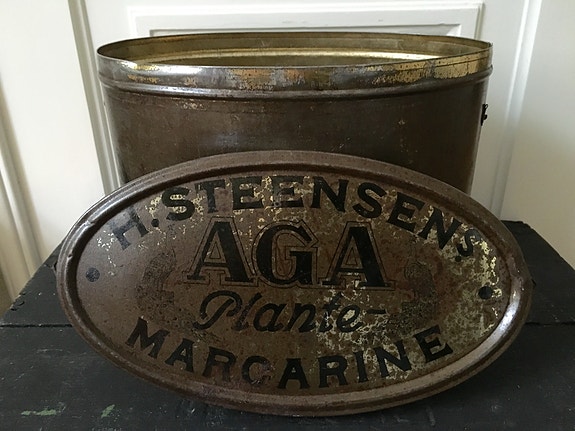 H. STEENSENS
AGA
Plante-
MARGARINE